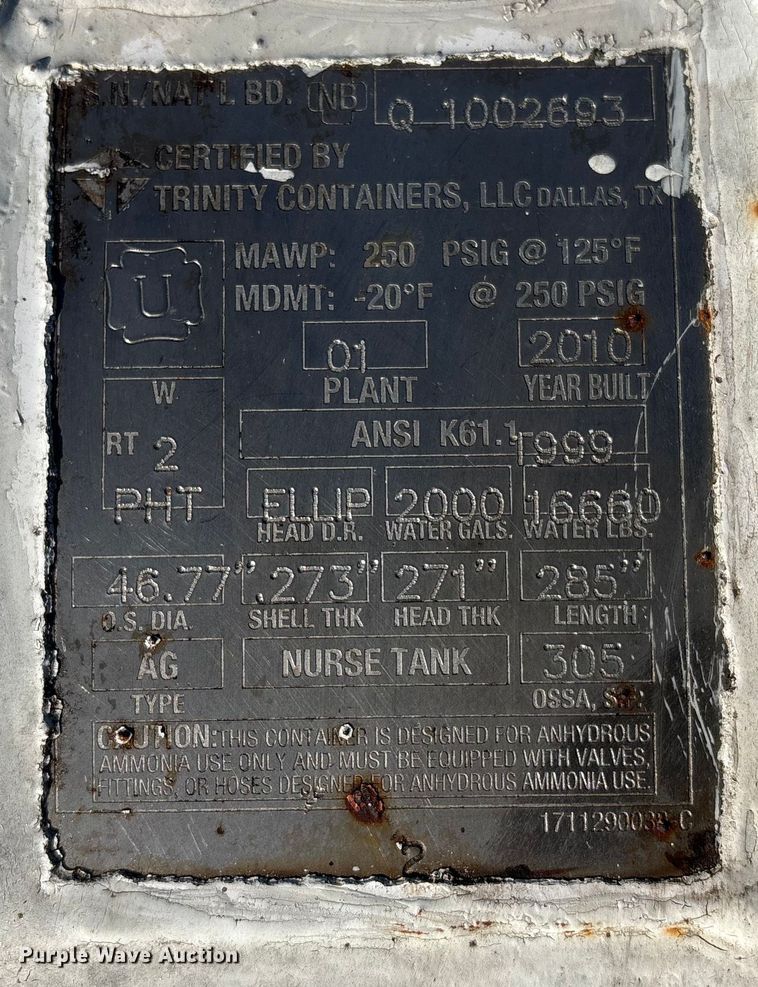 S.N./NAT'L BD. NB Q 1002693
CERTIFIED BY
TRINITY CONTAINERS, LLC DALLAS, TX
MAWP: 250 PSIG @ 125°F
U
MDMT: -20°F @ 250 PSIG
01 2010
W PLANT YEAR BUILT
ANSI K61.1
RT 2 1999
PHT ELLIP 2000 16660
HEAD D.R. WATER GALS. WATER LBS.
46.77" .273" .271" 285"
O.S. DIA. SHELL THK HEAD THK LENGTH
AG NURSE TANK 305
TYPE OSSA, S.F.
CAUTION: THIS CONTAINER IS DESIGNED FOR ANHYDROUS
AMMONIA USE ONLY AND MUST BE EQUIPPED WITH VALVES,
FITTINGS, OR HOSES DESIGNED FOR ANHYDROUS AMMONIA USE.
2
Purple Wave Auction